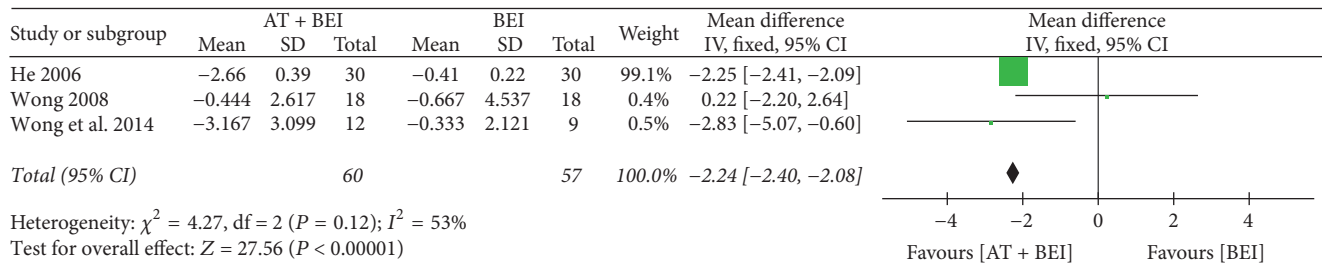 Study or subgroup AT + BEI BEI Weight Mean difference Mean difference
Mean SD Total Mean SD Total IV, fixed, 95% CI IV, fixed, 95% CI
He 2006 −2.66 0.39 30 −0.41 0.22 30 99.1% −2.25 [−2.41, −2.09]
Wong 2008 −0.444 2.617 18 −0.667 4.537 18 0.4% 0.22 [−2.20, 2.64]
Wong et al. 2014 −3.167 3.099 12 −0.333 2.121 9 0.5% −2.83 [−5.07, −0.60]
Total (95% CI) 60 57 100.0% −2.24 [−2.40, −2.08]
Heterogeneity: χ² = 4.27, df = 2 (P = 0.12); I² = 53%
Test for overall effect: Z = 27.56 (P < 0.00001)
−4 −2 0 2 4
Favours [AT + BEI] Favours [BEI]